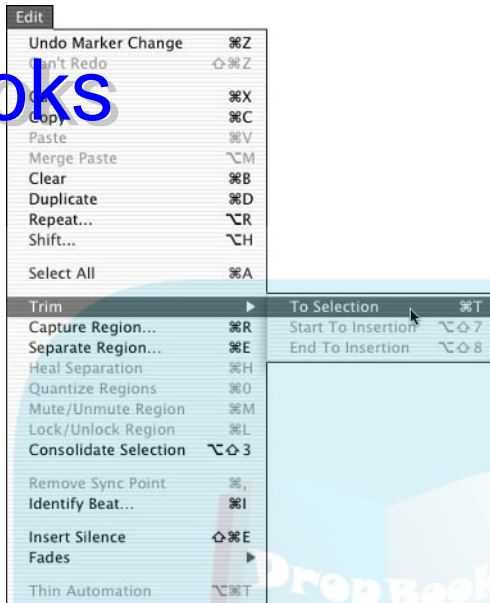 Edit
Undo Marker Change ⌘Z
Can't Redo ⇧⌘Z
oks
⌘X
Copy ⌘C
Paste ⌘V
Merge Paste ⌥M
Clear ⌘B
Duplicate ⌘D
Repeat... ⌥R
Shift... ⌥H
Select All ⌘A
Trim ▶ To Selection ⌘T
Capture Region... ⌘R Start To Insertion ⌥⇧7
Separate Region... ⌘E End To Insertion ⌥⇧8
Heal Separation ⌘H
Quantize Regions ⌘0
Mute/Unmute Region ⌘M
Lock/Unlock Region ⌘L
Consolidate Selection ⌥⇧3
Remove Sync Point ⌘,
Identify Beat... ⌘I
Insert Silence ⇧⌘E
Fades ▶
Thin Automation ⌥⌘T
DropBook